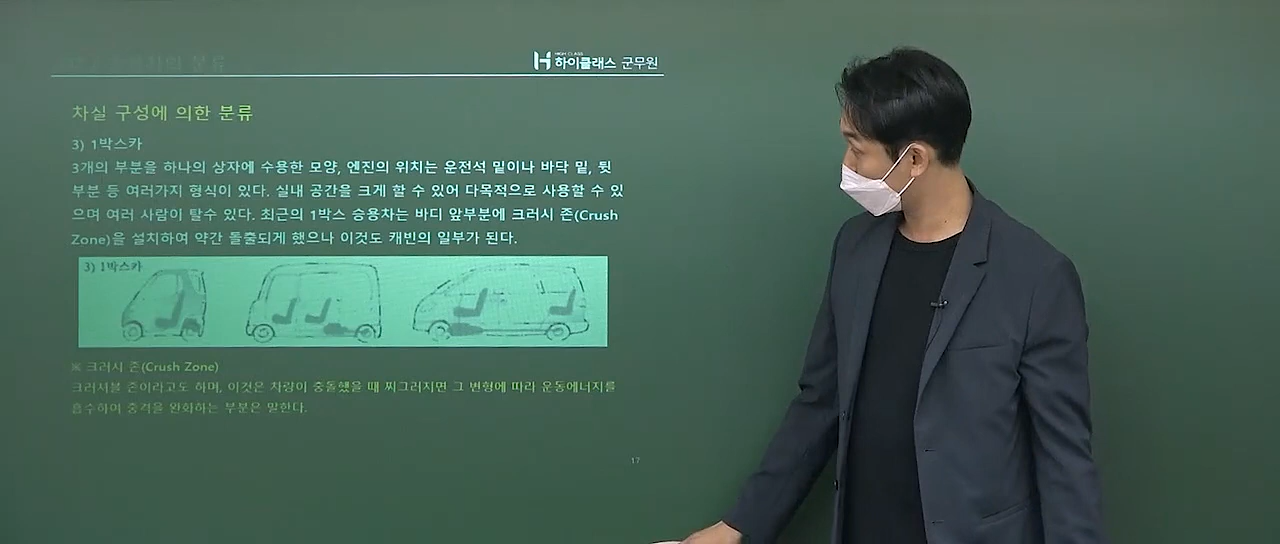 HIGH CLASS
하이클래스 군무원
차실 구성에 의한 분류
3) 1박스카
3개의 부분을 하나의 상자에 수용한 모양, 엔진의 위치는 운전석 밑이나 바닥 밑, 뒷
부분 등 여러가지 형식이 있다. 실내 공간을 크게 할 수 있어 다목적으로 사용할 수 있
으며 여러 사람이 탈수 있다. 최근의 1박스 승용차는 바디 앞부분에 크러시 존(Crush
Zone)을 설치하여 약간 돌출되게 했으나 이것도 캐빈의 일부가 된다.
3) 1박스카
※ 크러시 존(Crush Zone)
크러셔블 존이라고도 하며, 이것은 차량이 충돌했을 때 찌그러지면 그 변형에 따라 운동에너지를
흡수하여 충격을 완화하는 부분은 말한다.
17